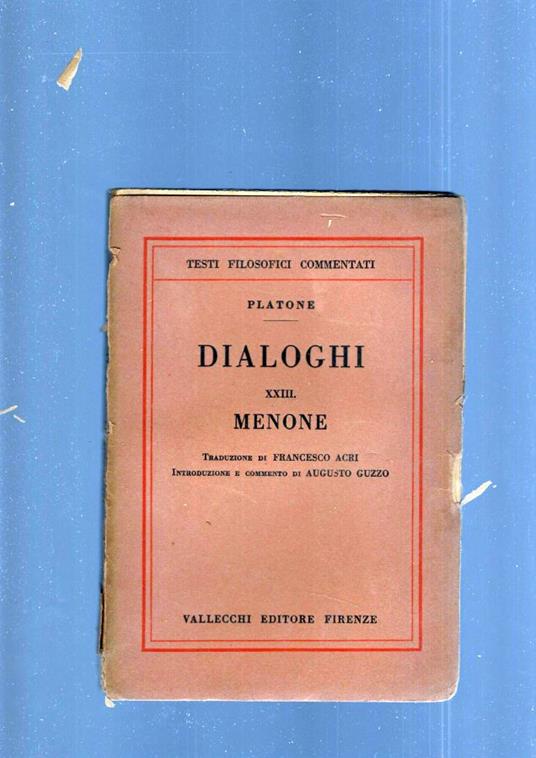 TESTI FILOSOFICI COMMENTATI
PLATONE
DIALOGHI
XXIII.
MENONE
TRADUZIONE DI FRANCESCO ACRI
INTRODUZIONE E COMMENTO DI AUGUSTO GUZZO
VALLECCHI EDITORE FIRENZE